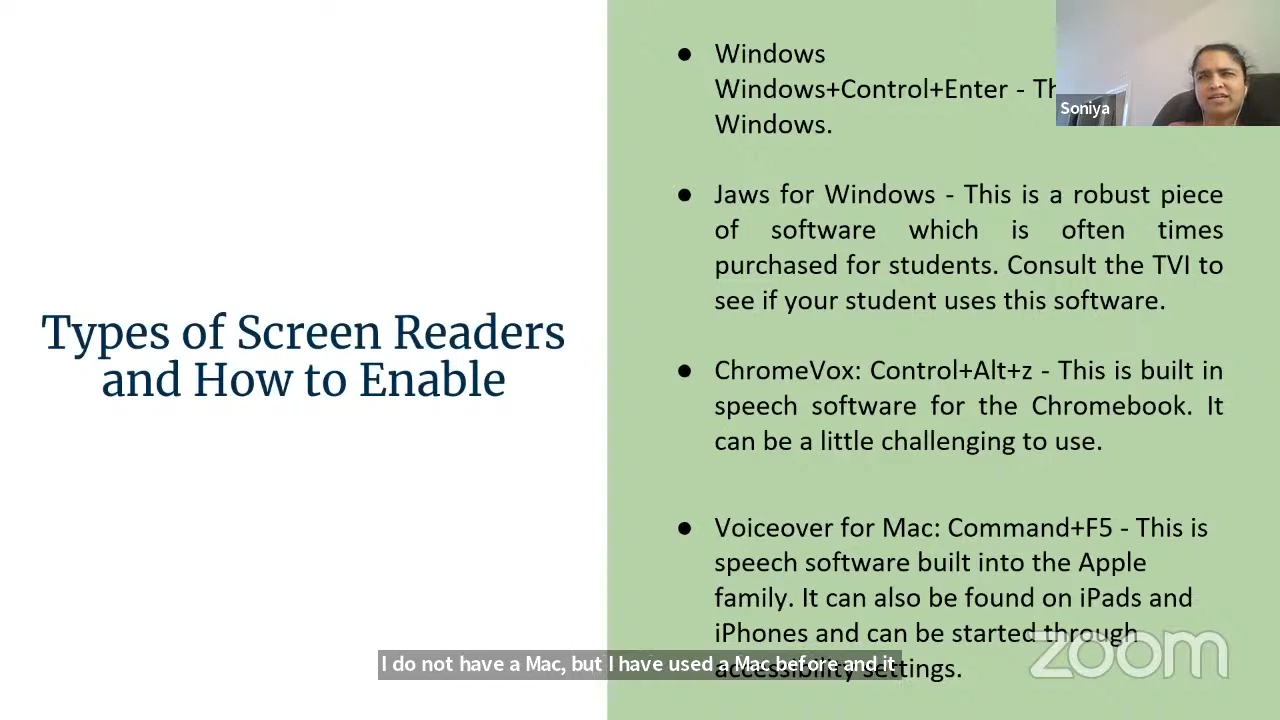 Types of Screen Readers
and How to Enable
● Windows
Windows+Control+Enter - Th
Windows.
● Jaws for Windows - This is a robust piece
of software which is often times
purchased for students. Consult the TVI to
see if your student uses this software.
● ChromeVox: Control+Alt+z - This is built in
speech software for the Chromebook. It
can be a little challenging to use.
● Voiceover for Mac: Command+F5 - This is
speech software built into the Apple
family. It can also be found on iPads and
iPhones and can be started through
accessibility settings.
Soniya
I do not have a Mac, but I have used a Mac before and it
zoom